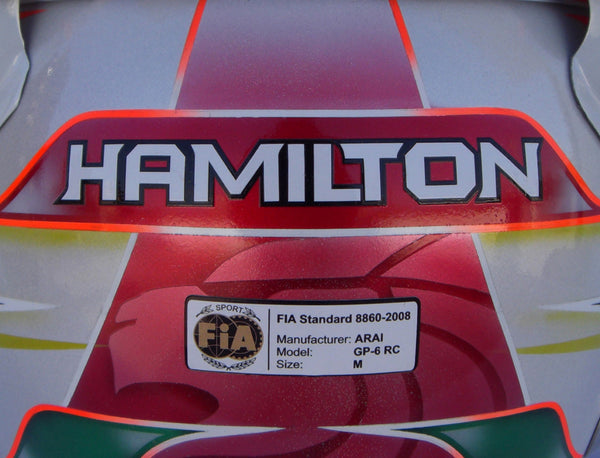 HAMILTON
SPORT
FiA
FIA Standard 8860-2008
Manufacturer: ARAI
Model: GP-6 RC
Size: M